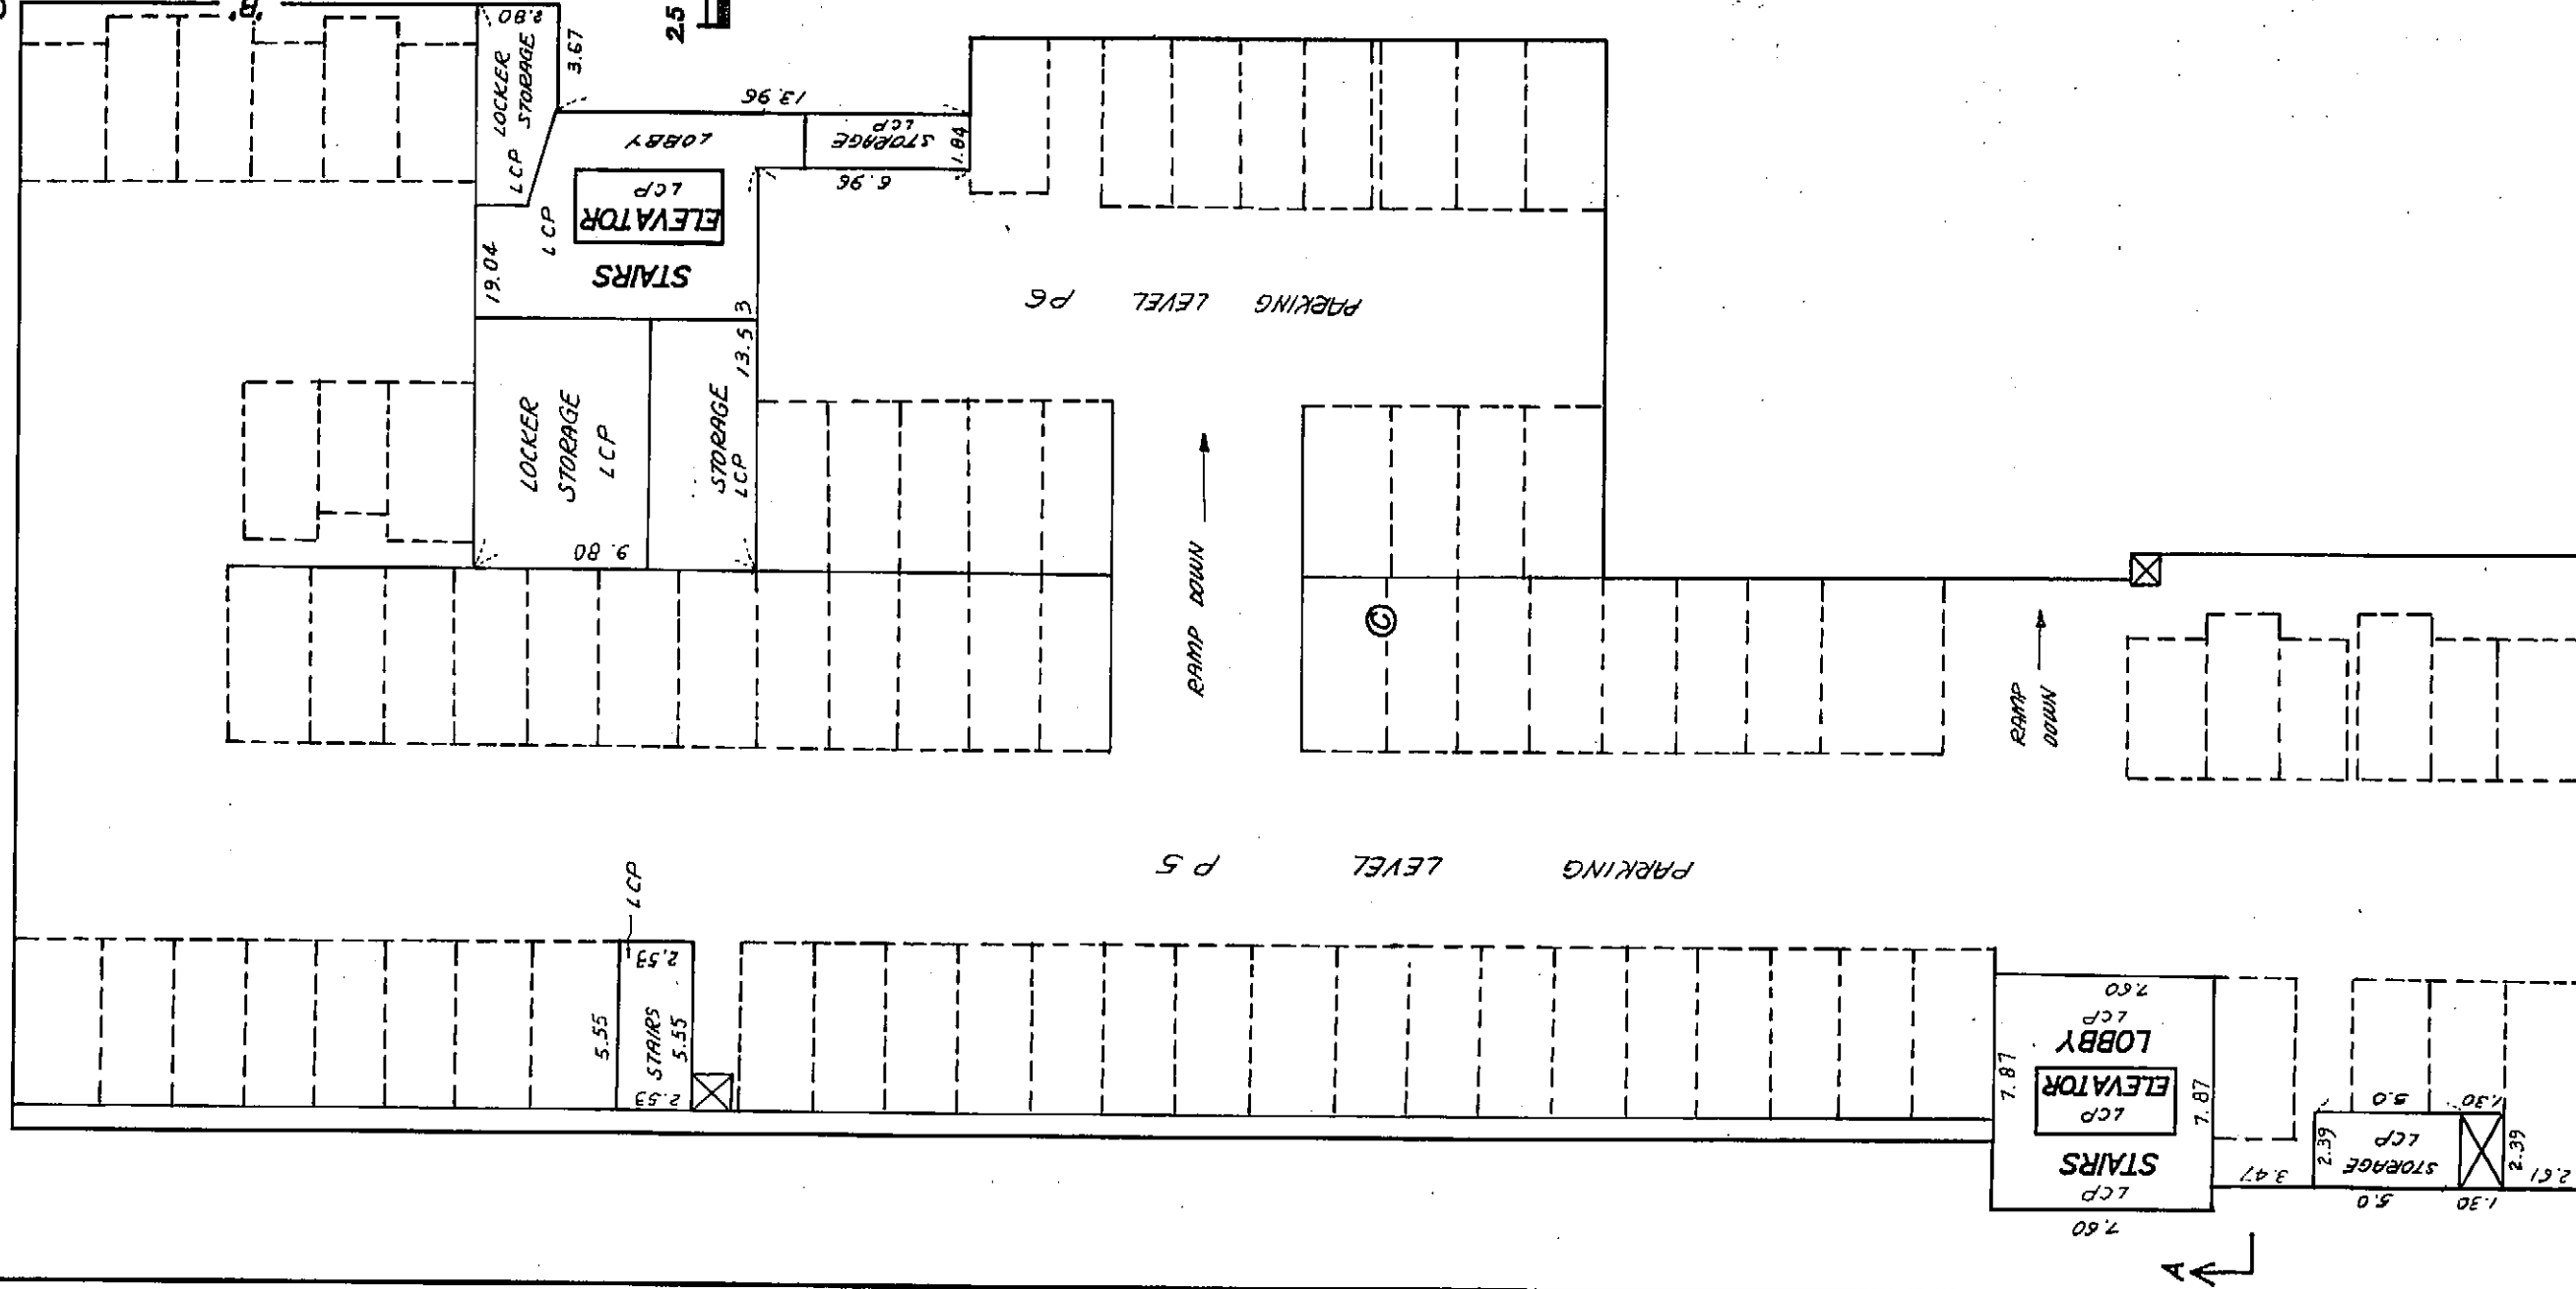 'B'
2.80
LOCKER
STORAGE
LCP
3.67
2.5
13.96
LOBBY
STORAGE
LCP
1.84
6.96
ELEVATOR
LCP
LCP
STAIRS
19.04
13.53
LOCKER
STORAGE
LCP
STORAGE
LCP
9.80
PARKING LEVEL P6
RAMP DOWN
©
RAMP
DOWN
PARKING LEVEL P5
LCP
2.53
5.55
STAIRS
5.55
2.53
7.60
LCP
LOBBY
ELEVATOR
LCP
STAIRS
LCP
7.87
7.87
7.60
3.47
2.39
5.0
1.30
STORAGE
LCP
2.39
5.0
1.30
2.61
A